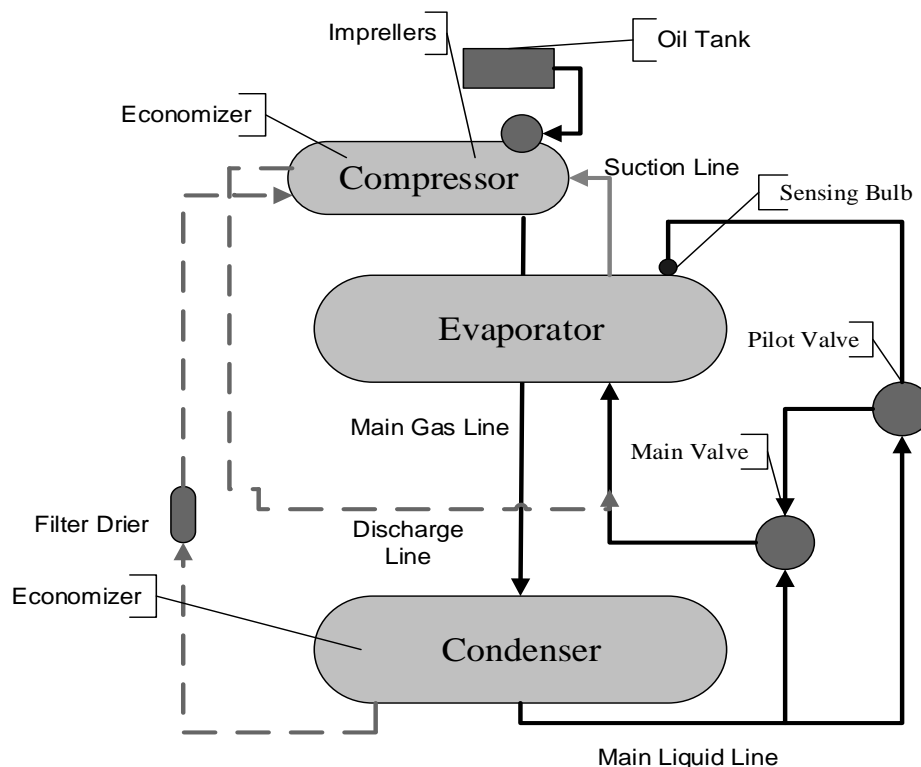 Imprellers
Oil Tank
Economizer
Compressor
Suction Line
Sensing Bulb
Evaporator
Pilot Valve
Main Gas Line
Main Valve
Filter Drier
Discharge
Line
Economizer
Condenser
Main Liquid Line